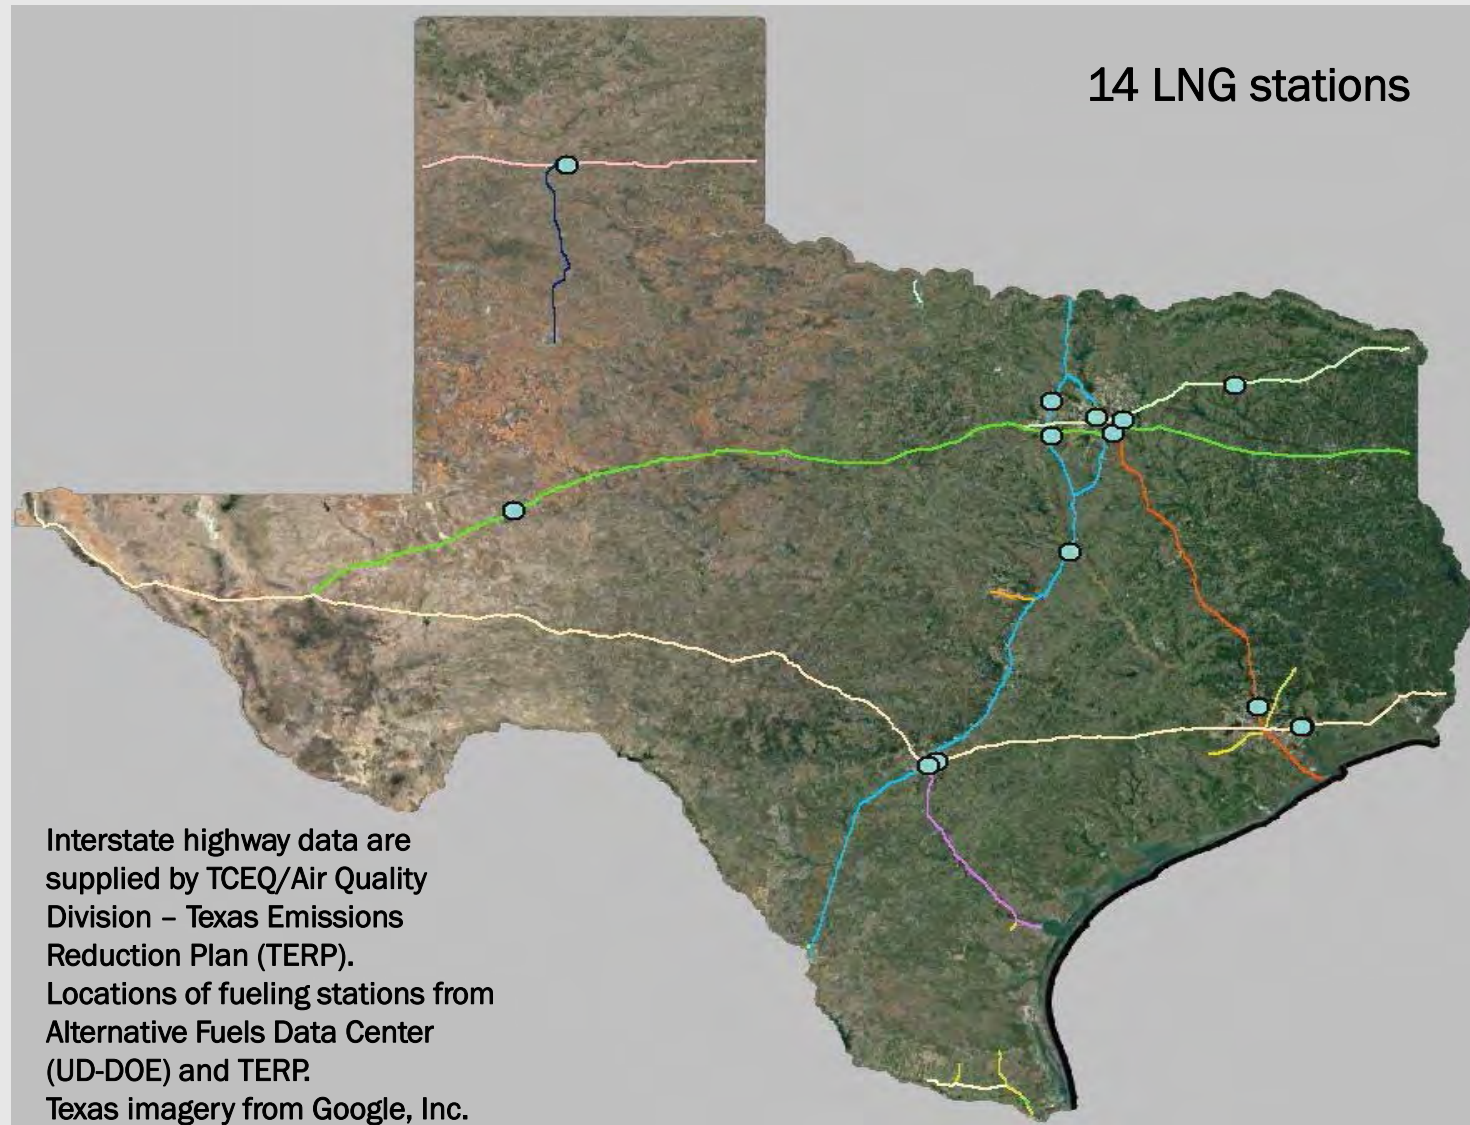 14 LNG stations
Interstate highway data are
supplied by TCEQ/Air Quality
Division – Texas Emissions
Reduction Plan (TERP).
Locations of fueling stations from
Alternative Fuels Data Center
(UD-DOE) and TERP.
Texas imagery from Google, Inc.